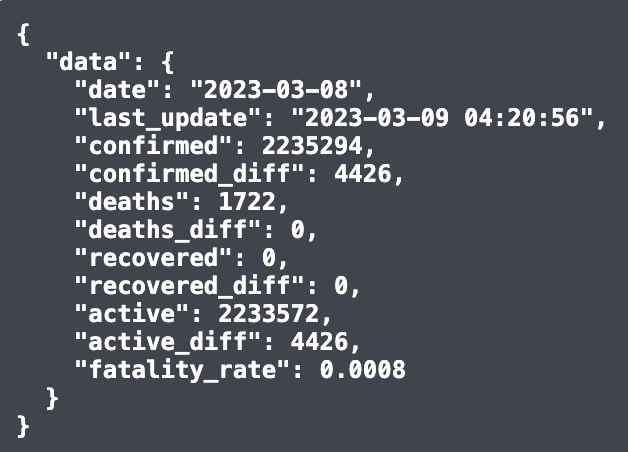 {
  "data": {
    "date": "2023-03-08",
    "last_update": "2023-03-09 04:20:56",
    "confirmed": 2235294,
    "confirmed_diff": 4426,
    "deaths": 1722,
    "deaths_diff": 0,
    "recovered": 0,
    "recovered_diff": 0,
    "active": 2233572,
    "active_diff": 4426,
    "fatality_rate": 0.0008
  }
}